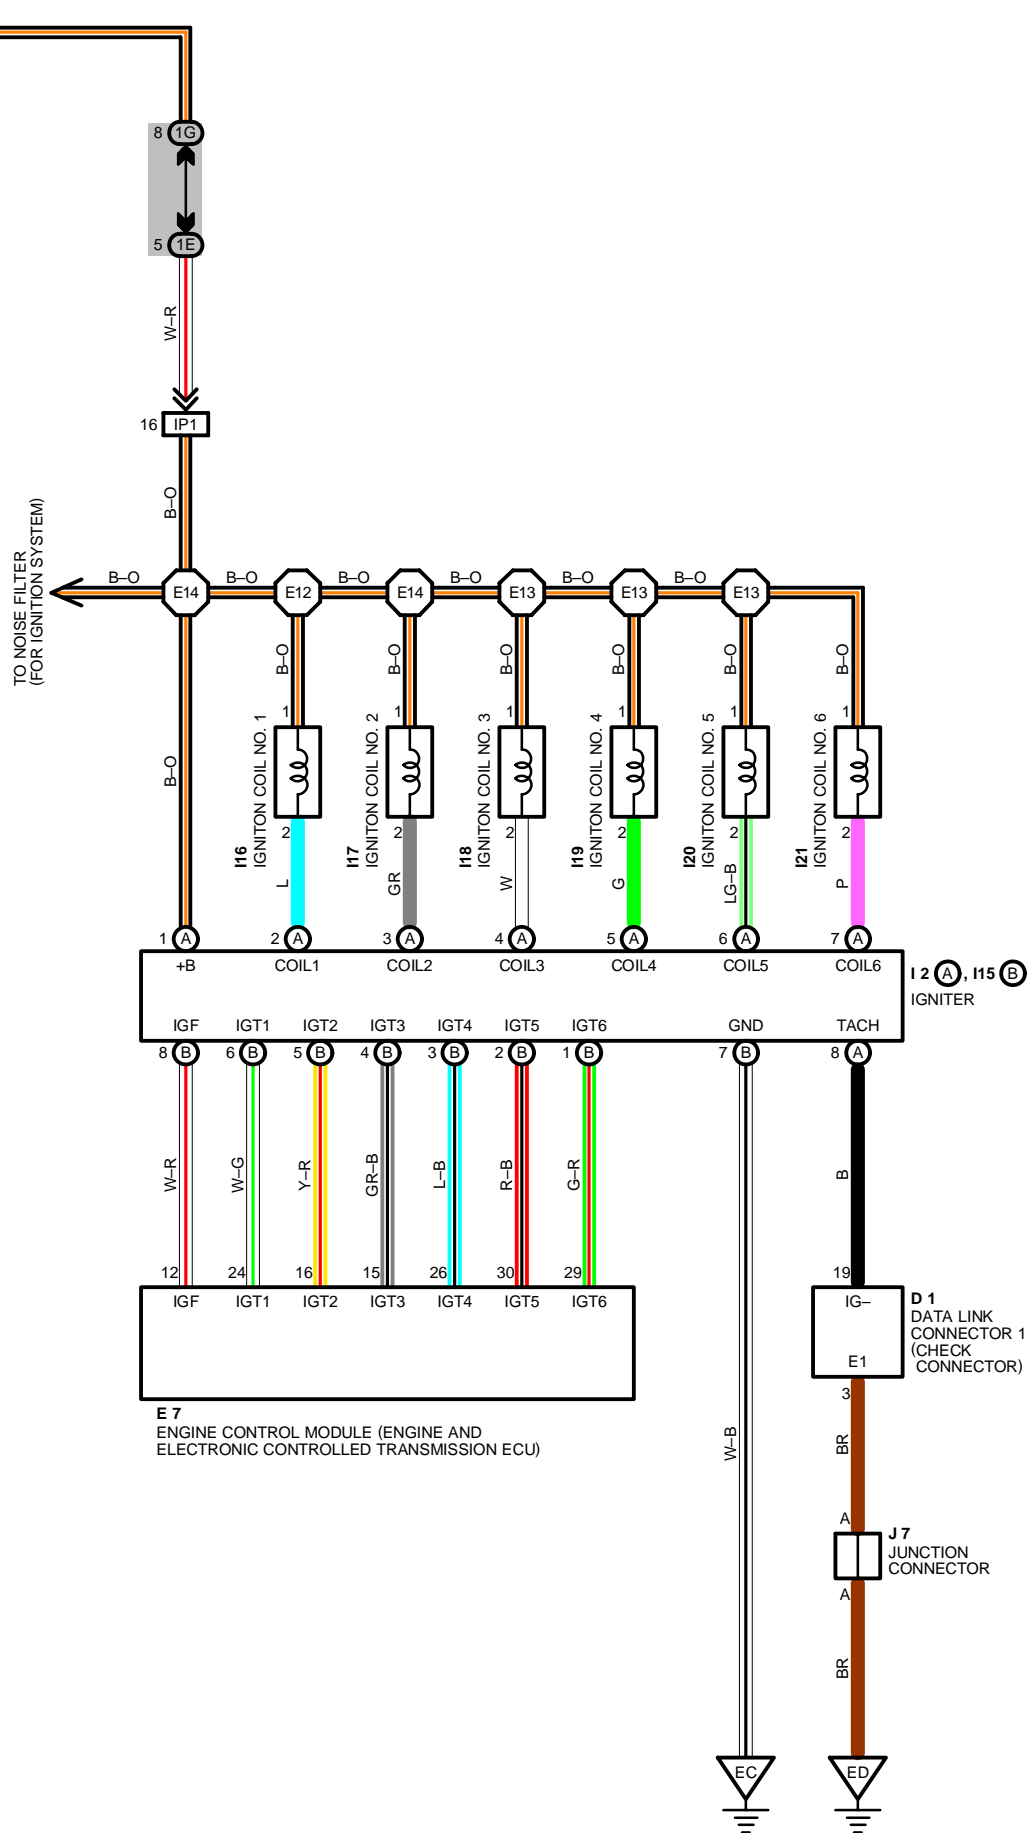 8 1G
5 1E
W–R
16 IP1
B–O
TO NOISE FILTER
(FOR IGNITION SYSTEM)
B–O B–O B–O B–O B–O B–O
E14 E12 E14 E13 E13 E13
B–O B–O B–O B–O B–O B–O
B–O
1 1 1 1 1 1
I16
IGNITON COIL NO. 1
I17
IGNITON COIL NO. 2
I18
IGNITON COIL NO. 3
I19
IGNITON COIL NO. 4
I20
IGNITON COIL NO. 5
I21
IGNITON COIL NO. 6
2 2 2 2 2 2
L GR W G LG–B P
1 A 2 A 3 A 4 A 5 A 6 A 7 A
+B COIL1 COIL2 COIL3 COIL4 COIL5 COIL6
I 2 A , I15 B
IGNITER
IGF IGT1 IGT2 IGT3 IGT4 IGT5 IGT6 GND TACH
8 B 6 B 5 B 4 B 3 B 2 B 1 B 7 B 8 A
W–R W–G Y–R GR–B L–B R–B G–R B
12 24 16 15 26 30 29 19
IGF IGT1 IGT2 IGT3 IGT4 IGT5 IGT6 IG–
D 1
DATA LINK
CONNECTOR 1
(CHECK
CONNECTOR)
E1
3
E 7
ENGINE CONTROL MODULE (ENGINE AND
ELECTRONIC CONTROLLED TRANSMISSION ECU)
W–B
BR
A
J 7
JUNCTION
CONNECTOR
A
BR
EC ED